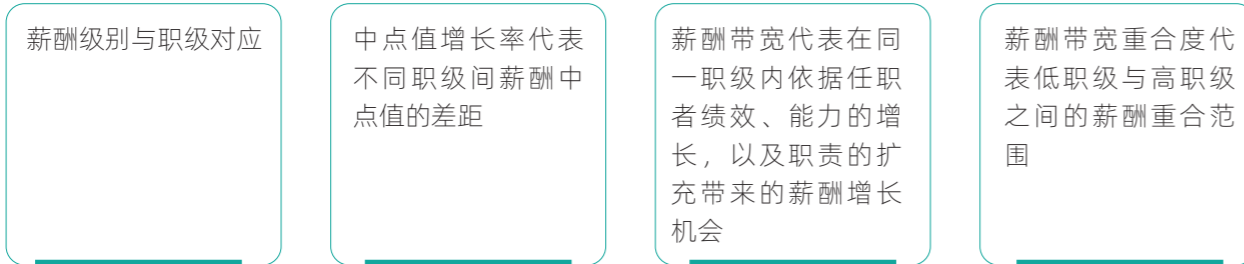 薪酬级别与职级对应
中点值增长率代表
不同职级间薪酬中
点值的差距
薪酬带宽代表在同
一职级内依据任职
者绩效、能力的增
长，以及职责的扩
充带来的薪酬增长
机会
薪酬带宽重合度代
表低职级与高职级
之间的薪酬重合范
围